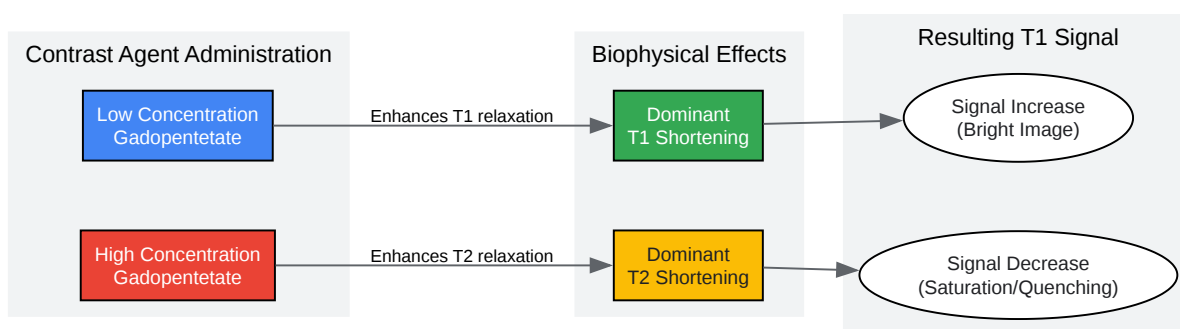 Contrast Agent Administration
Biophysical Effects
Resulting T1 Signal
Low Concentration
Gadopentetate
Enhances T1 relaxation
Dominant
T1 Shortening
Signal Increase
(Bright Image)
High Concentration
Gadopentetate
Enhances T2 relaxation
Dominant
T2 Shortening
Signal Decrease
(Saturation/Quenching)